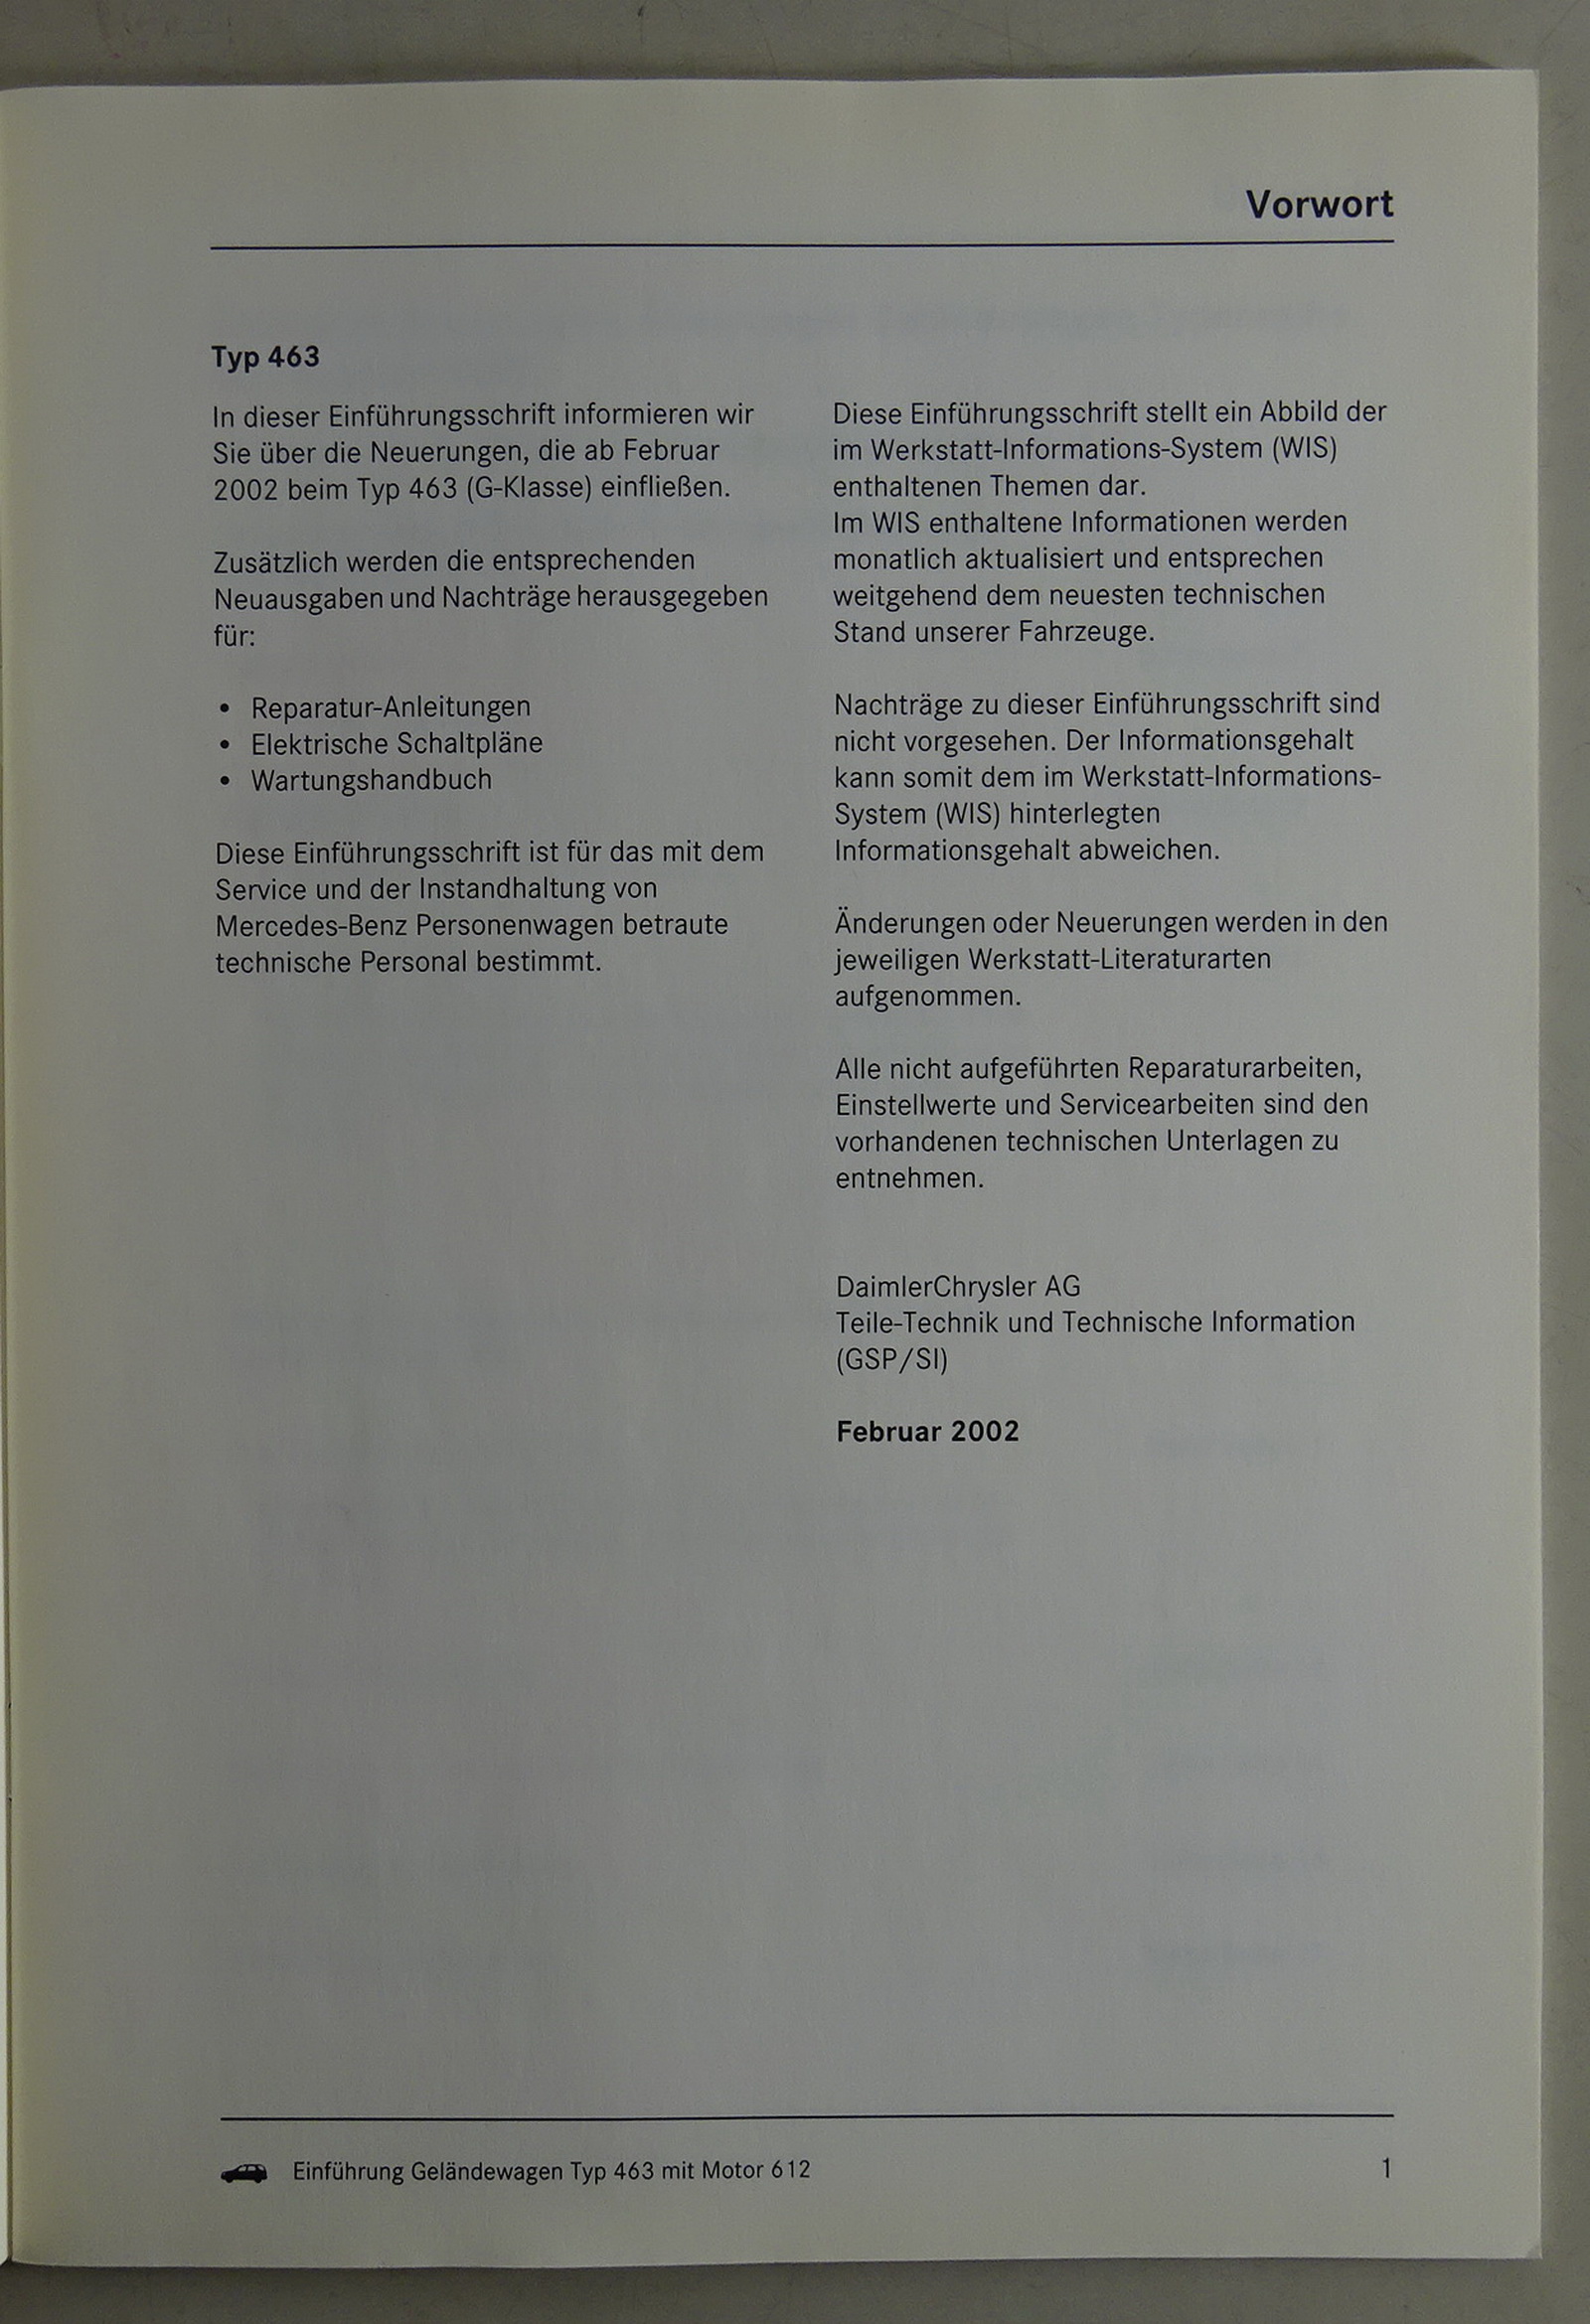 Vorwort
Typ 463
In dieser Einführungsschrift informieren wir
Sie über die Neuerungen, die ab Februar
2002 beim Typ 463 (G-Klasse) einfließen.
Zusätzlich werden die entsprechenden
Neuausgaben und Nachträge herausgegeben
für:
• Reparatur-Anleitungen
• Elektrische Schaltpläne
• Wartungshandbuch
Diese Einführungsschrift ist für das mit dem
Service und der Instandhaltung von
Mercedes-Benz Personenwagen betraute
technische Personal bestimmt.
Diese Einführungsschrift stellt ein Abbild der
im Werkstatt-Informations-System (WIS)
enthaltenen Themen dar.
Im WIS enthaltene Informationen werden
monatlich aktualisiert und entsprechen
weitgehend dem neuesten technischen
Stand unserer Fahrzeuge.
Nachträge zu dieser Einführungsschrift sind
nicht vorgesehen. Der Informationsgehalt
kann somit dem im Werkstatt-Informations-
System (WIS) hinterlegten
Informationsgehalt abweichen.
Änderungen oder Neuerungen werden in den
jeweiligen Werkstatt-Literaturarten
aufgenommen.
Alle nicht aufgeführten Reparaturarbeiten,
Einstellwerte und Servicearbeiten sind den
vorhandenen technischen Unterlagen zu
entnehmen.
DaimlerChrysler AG
Teile-Technik und Technische Information
(GSP/SI)
Februar 2002
Einführung Geländewagen Typ 463 mit Motor 612
1